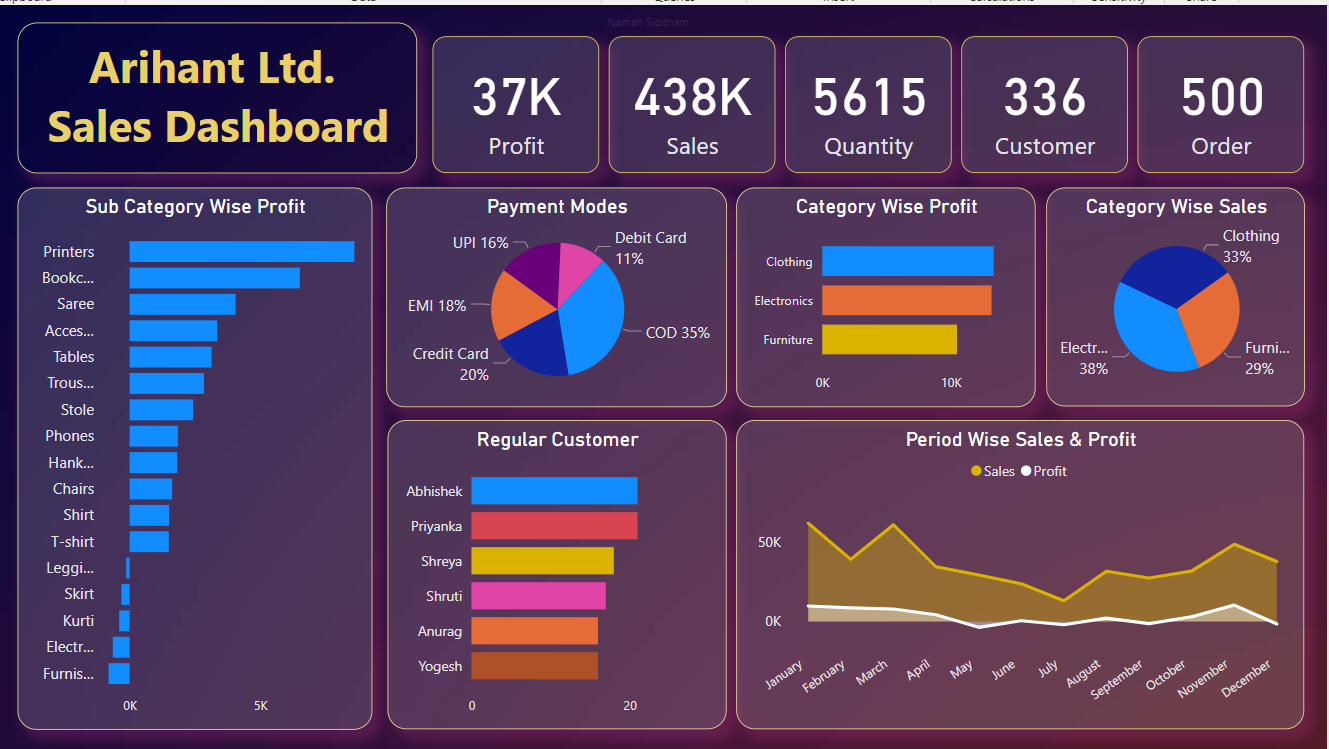 Namah Siddham
Arihant Ltd.
Sales Dashboard
37K
Profit
438K
Sales
5615
Quantity
336
Customer
500
Order
Sub Category Wise Profit
Printers
Bookc...
Saree
Acces...
Tables
Trous...
Stole
Phones
Hank...
Chairs
Shirt
T-shirt
Leggi...
Skirt
Kurti
Electr...
Furnis...
0K 5K
Payment Modes
UPI 16%
Debit Card
11%
EMI 18%
COD 35%
Credit Card
20%
Category Wise Profit
Clothing
Electronics
Furniture
0K 10K
Category Wise Sales
Clothing
33%
Electr...
38%
Furni...
29%
Regular Customer
Abhishek
Priyanka
Shreya
Shruti
Anurag
Yogesh
0 20
Period Wise Sales & Profit
Sales Profit
50K
0K
January February March April May June July August September October November December